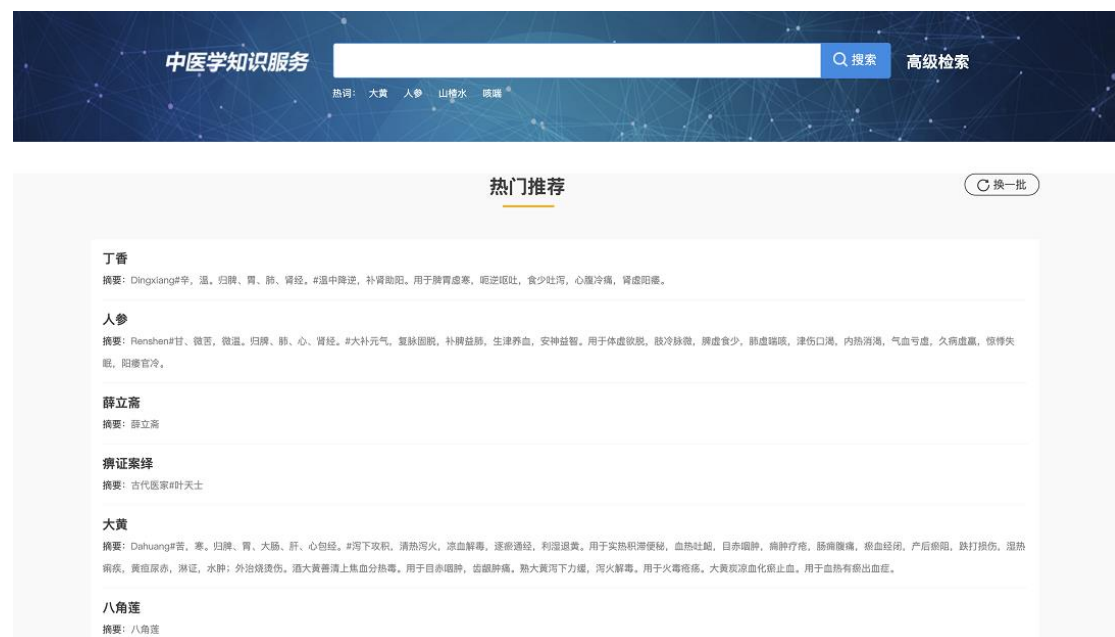 中医学知识服务
搜索
高级检索
热词: 大黄 人参 山楂水 咳喘
热门推荐
换一批
丁香
摘要: Dingxiang#辛，温。归脾、胃、肺、肾经。#温中降逆，补肾助阳。用于脾胃虚寒，呃逆呕吐，食少吐泻，心腹冷痛，肾虚阳痿。
人参
摘要: Renshen#甘、微苦，微温。归脾、肺、心、肾经。#大补元气，复脉固脱，补脾益肺，生津养血，安神益智。用于体虚欲脱，肢冷脉微，脾虚食少，肺虚喘咳，津伤口渴，内热消渴，气血亏虚，久病虚羸，惊悸失
眠，阳痿宫冷。
薛立斋
摘要: 薛立斋
痹证案绎
摘要: 古代医家#叶天士
大黄
摘要: Dahuang#苦，寒。归脾、胃、大肠、肝、心包经。#泻下攻积，清热泻火，凉血解毒，逐瘀通经，利湿退黄。用于实热积滞便秘，血热吐衄，目赤咽肿，痈肿疔疮，肠痈腹痛，瘀血经闭，产后瘀阻，跌打损伤，湿热
痢疾，黄疸尿赤，淋证，水肿；外治烧烫伤。酒大黄善清上焦血分热毒。用于目赤咽肿，齿龈肿痛。熟大黄泻下力缓，泻火解毒。用于火毒疮疡。大黄炭凉血化瘀止血。用于血热有瘀出血症。
八角莲
摘要: 八角莲